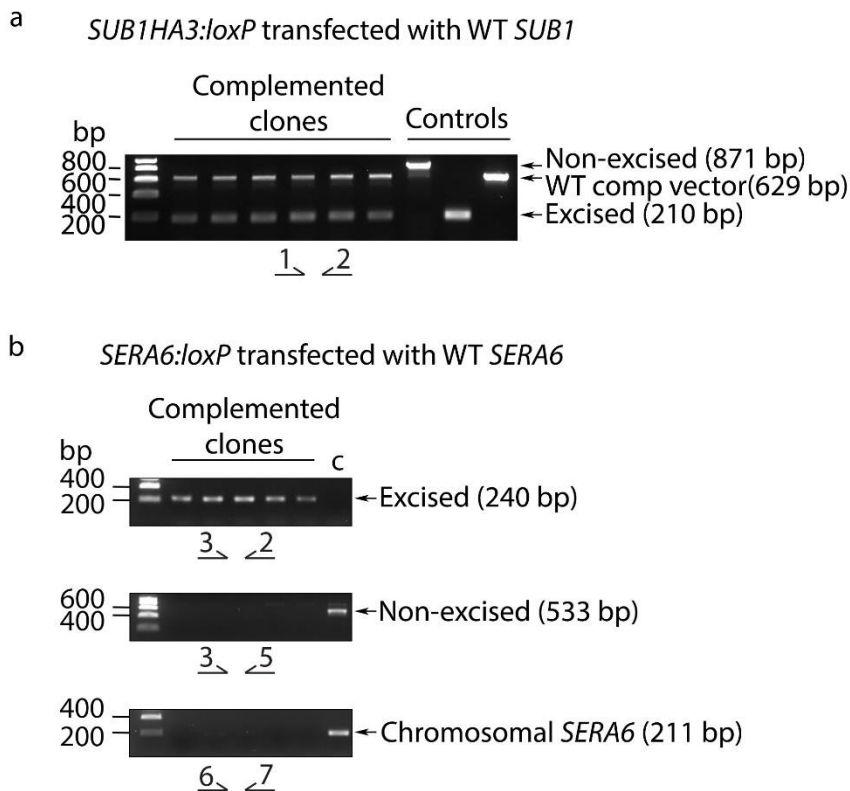 a
SUB1HA3:loxP transfected with WT SUB1
Complemented
clones
Controls
bp
800
600
400
200
Non-excised (871 bp)
WT comp vector(629 bp)
Excised (210 bp)
1 2
b
SERA6:loxP transfected with WT SERA6
Complemented
clones
c
bp
400
200
Excised (240 bp)
3 2
600
400
Non-excised (533 bp)
3 5
400
200
Chromosomal SERA6 (211 bp)
6 7